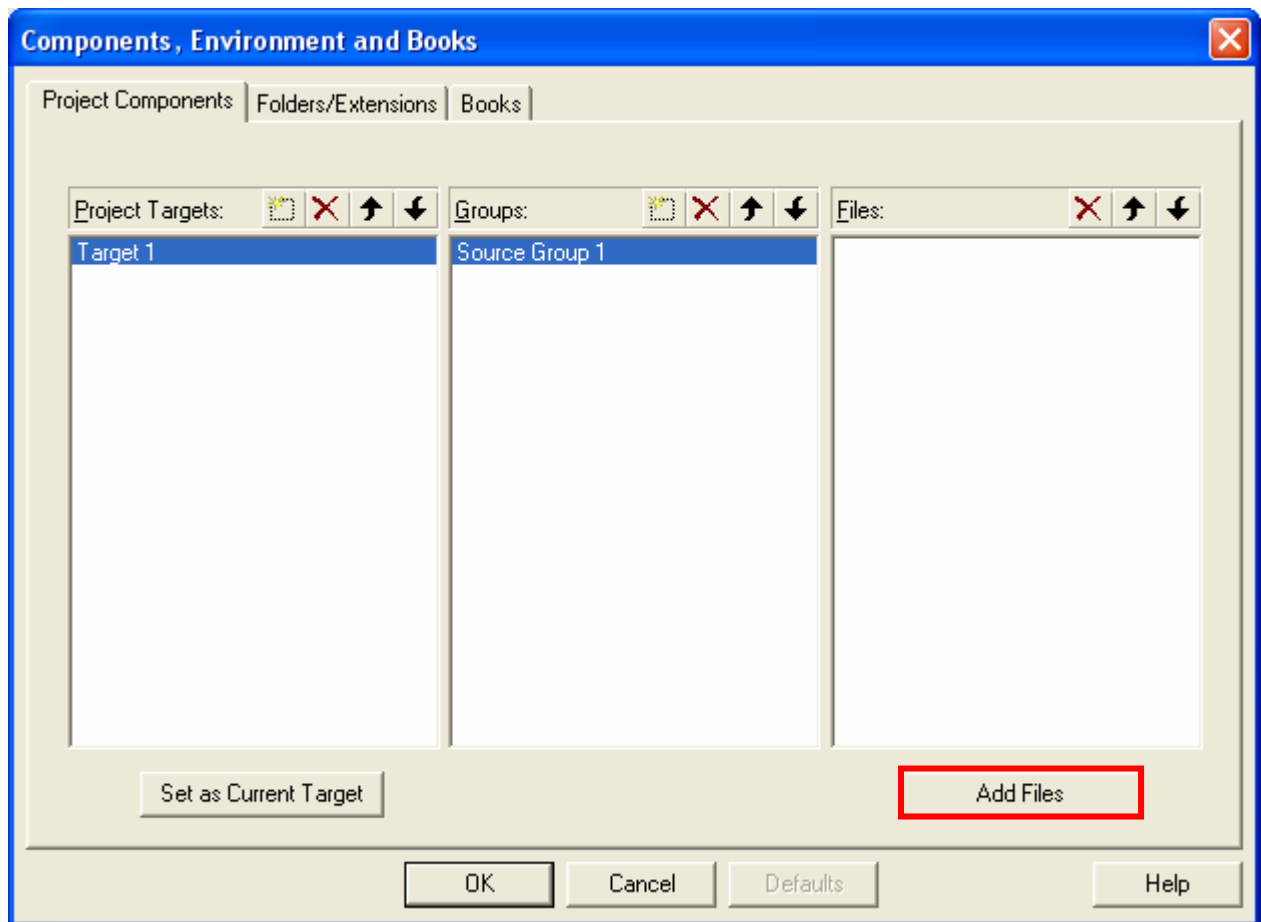 Components, Environment and Books
Project Components Folders/Extensions Books
Project Targets: Groups: Files:
Target 1 Source Group 1
Set as Current Target Add Files
OK Cancel Defaults Help